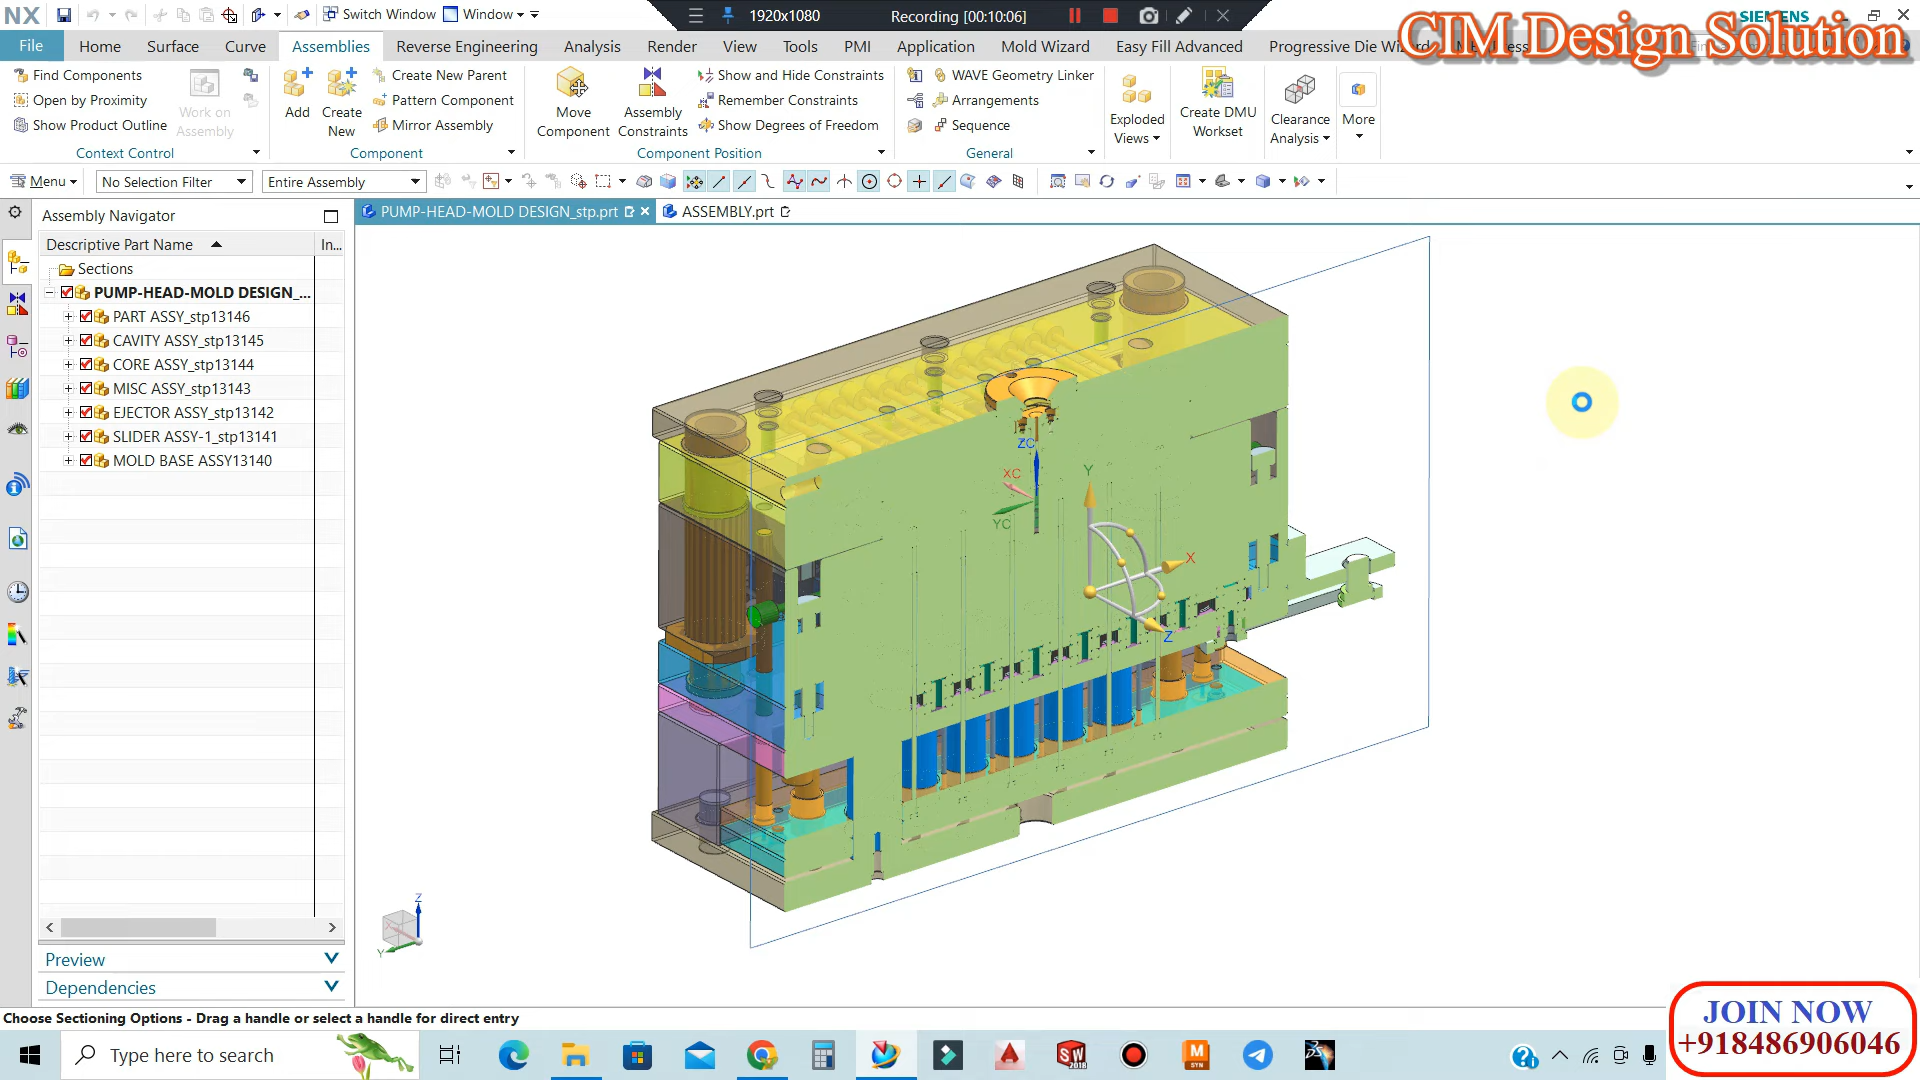 NX Switch Window Window 1920x1080 Recording [00:10:06] SIEMENS
CIM Design Solution
File Home Surface Curve Assemblies Reverse Engineering Analysis Render View Tools PMI Application Mold Wizard Easy Fill Advanced Progressive Die Wi
Find Components
Open by Proximity
Show Product Outline
Work on
Assembly
Context Control
Add
Create
New
Create New Parent
Pattern Component
Mirror Assembly
Component
Move
Component
Assembly
Constraints
Show and Hide Constraints
Remember Constraints
Show Degrees of Freedom
Component Position
WAVE Geometry Linker
Arrangements
Sequence
General
Exploded
Views
Create DMU
Workset
Clearance
Analysis
More
Menu No Selection Filter Entire Assembly
Assembly Navigator
PUMP-HEAD-MOLD DESIGN_stp.prt ASSEMBLY.prt
Descriptive Part Name In...
Sections
PUMP-HEAD-MOLD DESIGN_...
PART ASSY_stp13146
CAVITY ASSY_stp13145
CORE ASSY_stp13144
MISC ASSY_stp13143
EJECTOR ASSY_stp13142
SLIDER ASSY-1_stp13141
MOLD BASE ASSY13140
ZC
XC
YC
Y
X
Z
Z
Y
Preview
Dependencies
Choose Sectioning Options - Drag a handle or select a handle for direct entry
Type here to search
SW
2018
M
SYN
JOIN NOW
+918486906046